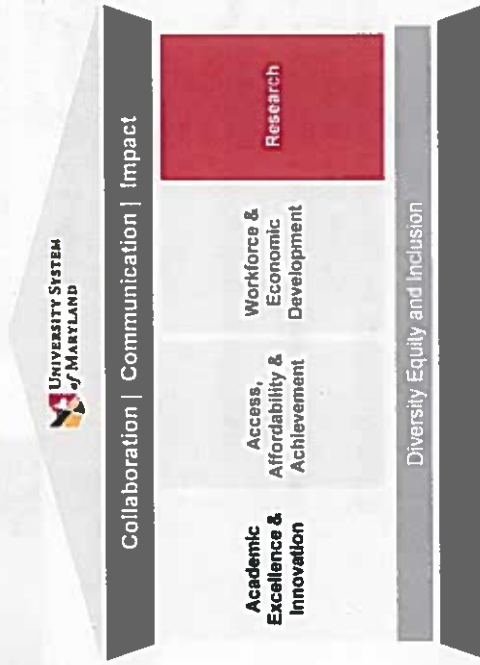 UNIVERSITY SYSTEM
of MARYLAND
Collaboration | Communication | Impact
Academic
Excellence &
Innovation
Access,
Affordability &
Achievement
Workforce &
Economic
Development
Research
Diversity Equity and Inclusion